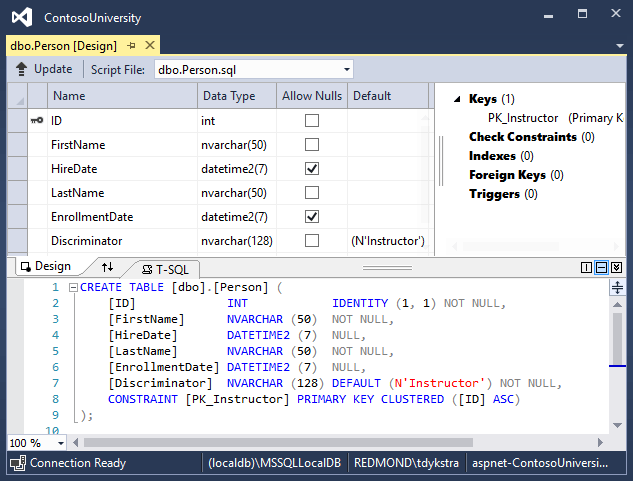 ContosoUniversity
dbo.Person [Design]
Update Script File: dbo.Person.sql
Name Data Type Allow Nulls Default
ID int
FirstName nvarchar(50)
HireDate datetime2(7)
LastName nvarchar(50)
EnrollmentDate datetime2(7)
Discriminator nvarchar(128) (N'Instructor')
Keys (1)
PK_Instructor (Primary K
Check Constraints (0)
Indexes (0)
Foreign Keys (0)
Triggers (0)
Design T-SQL
1 CREATE TABLE [dbo].[Person] (
2 [ID] INT IDENTITY (1, 1) NOT NULL,
3 [FirstName] NVARCHAR (50) NOT NULL,
4 [HireDate] DATETIME2 (7) NULL,
5 [LastName] NVARCHAR (50) NOT NULL,
6 [EnrollmentDate] DATETIME2 (7) NULL,
7 [Discriminator] NVARCHAR (128) DEFAULT (N'Instructor') NOT NULL,
8 CONSTRAINT [PK_Instructor] PRIMARY KEY CLUSTERED ([ID] ASC)
9 );
10
100 %
Connection Ready (localdb)\MSSQLLocalDB REDMOND\tdykstra aspnet-ContosoUniversi...